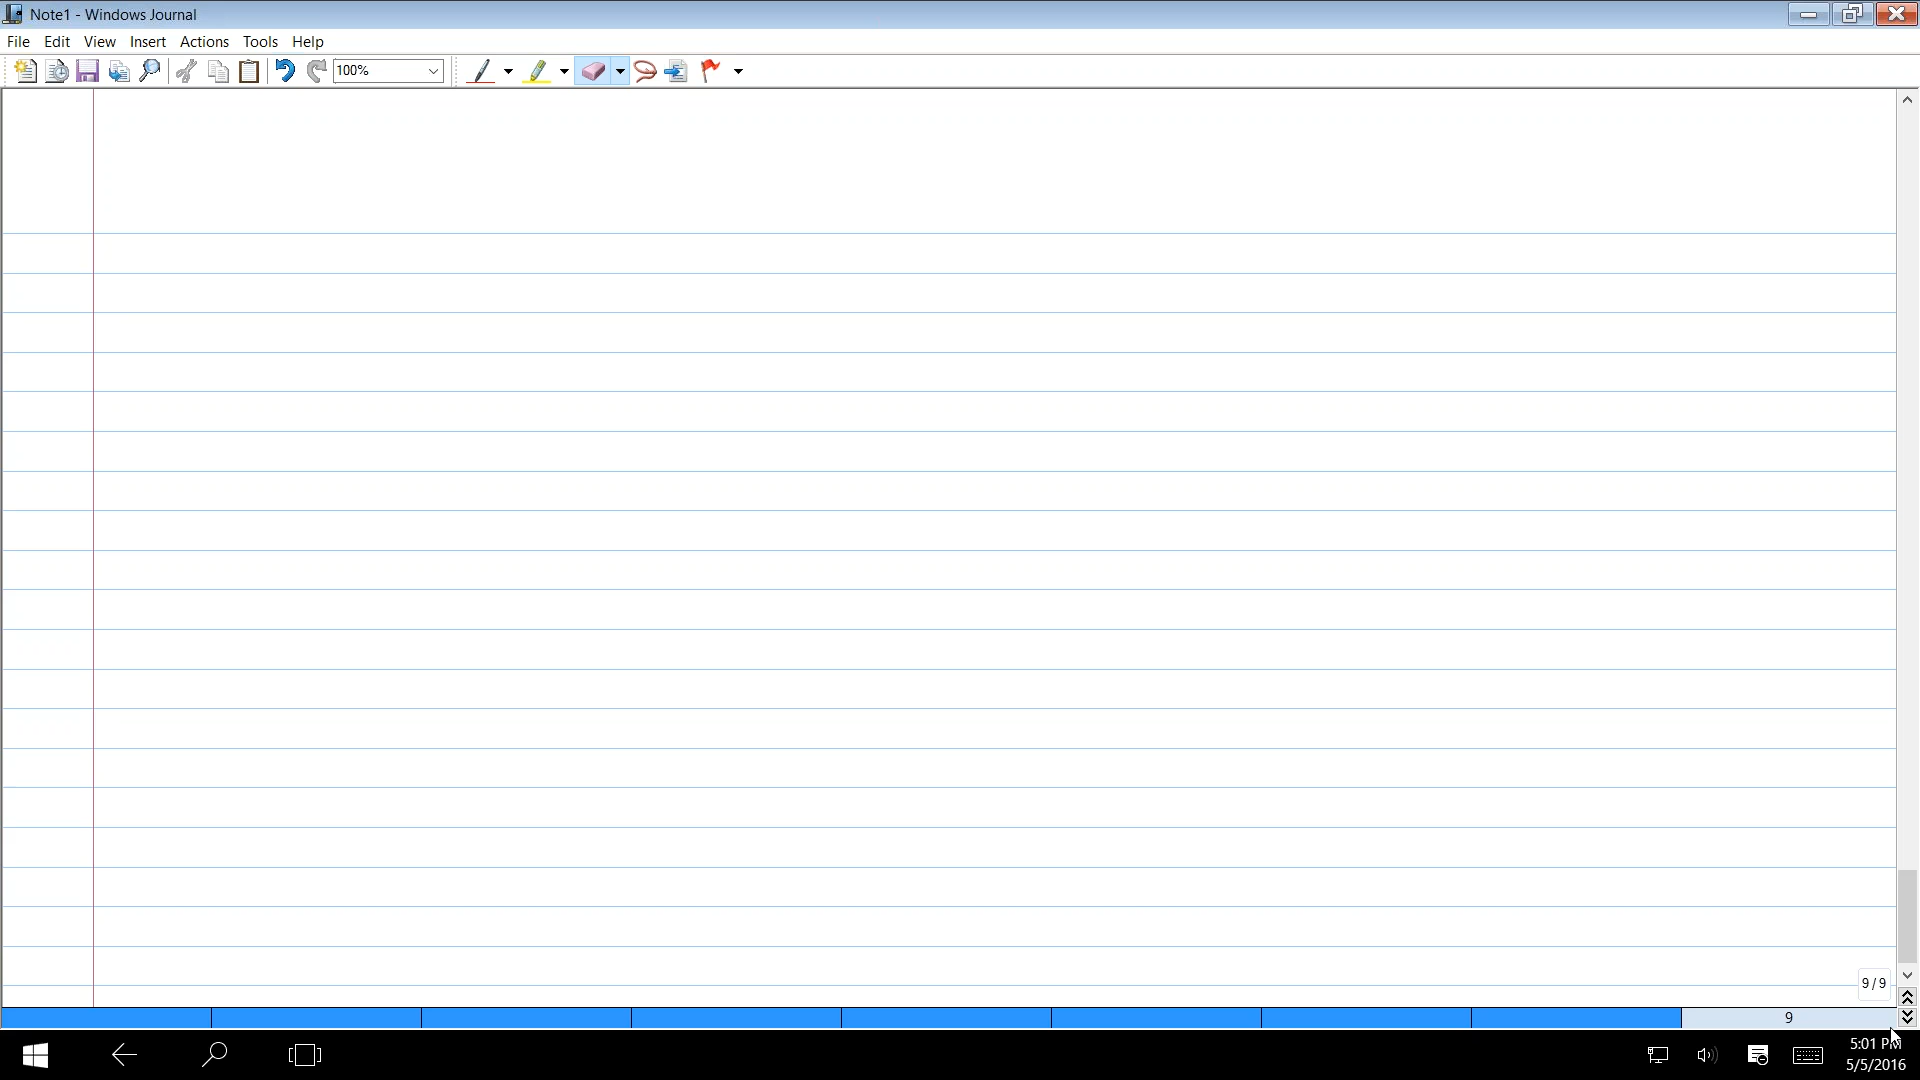 Note1 - Windows Journal
File Edit View Insert Actions Tools Help
100%
9 / 9
9
5:01 PM
5/5/2016